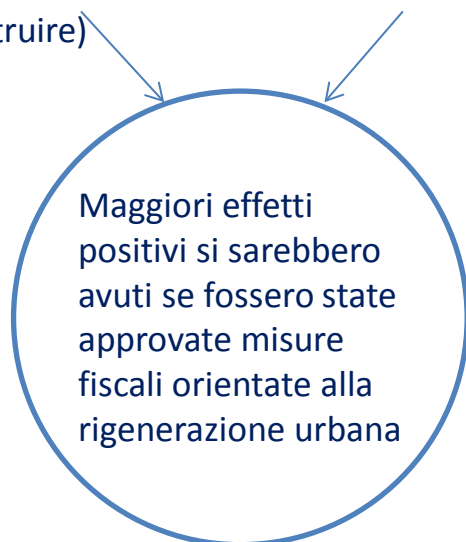 truire)
Maggiori effetti
positivi si sarebbero
avuti se fossero state
approvate misure
fiscali orientate alla
rigenerazione urbana